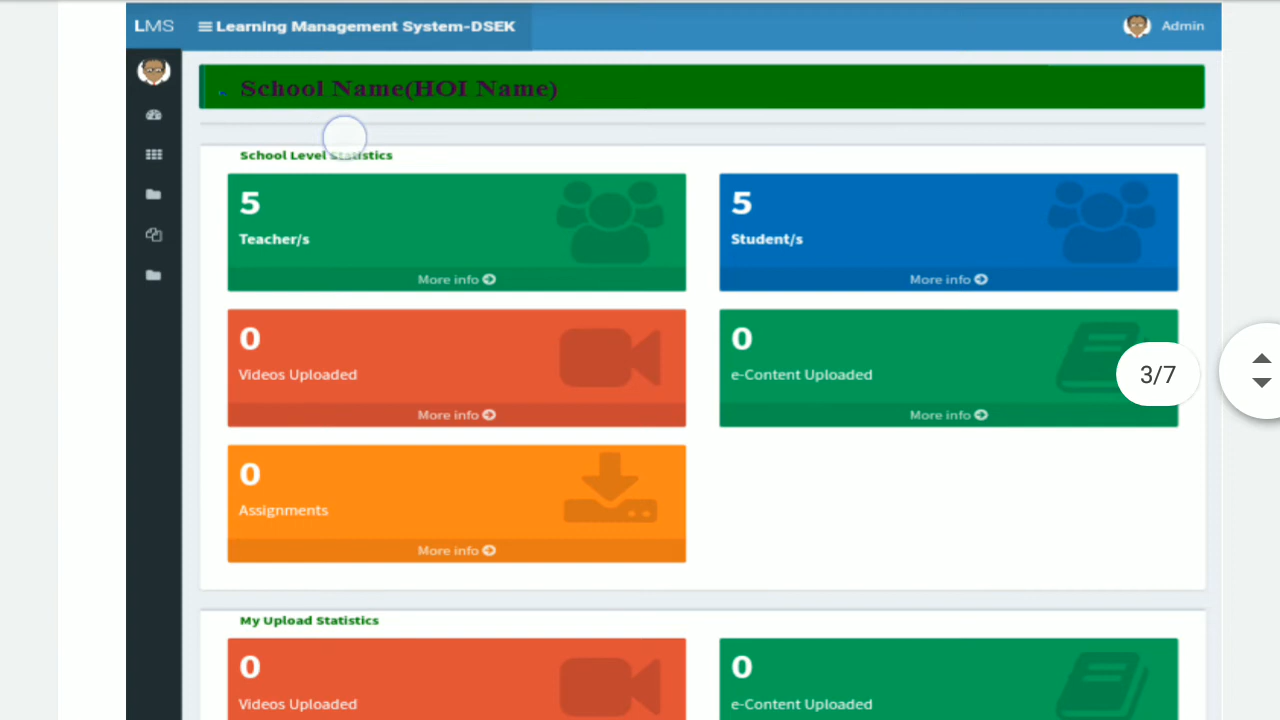 LMS Learning Management System-DSEK Admin
School Name(HOI Name)
School Level Statistics
5 5
Teacher/s Student/s
More info More info
0 0
Videos Uploaded e-Content Uploaded
3/7
More info More info
0
Assignments
More info
My Upload Statistics
0 0
Videos Uploaded e-Content Uploaded